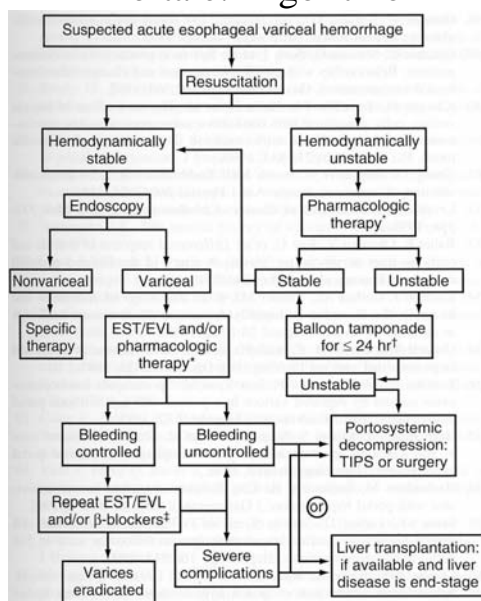 Suspected acute esophageal variceal hemorrhage
Resuscitation
Hemodynamically
stable
Hemodynamically
unstable
Endoscopy
Pharmacologic
therapy*
Nonvariceal
Variceal
Stable
Unstable
Specific
therapy
EST/EVL and/or
pharmacologic
therapy*
Balloon tamponade
for ≤ 24 hr†
Unstable
Bleeding
controlled
Bleeding
uncontrolled
Portosystemic
decompression:
TIPS or surgery
Repeat EST/EVL
and/or β-blockers‡
or
Varices
eradicated
Severe
complications
Liver transplantation:
if available and liver
disease is end-stage